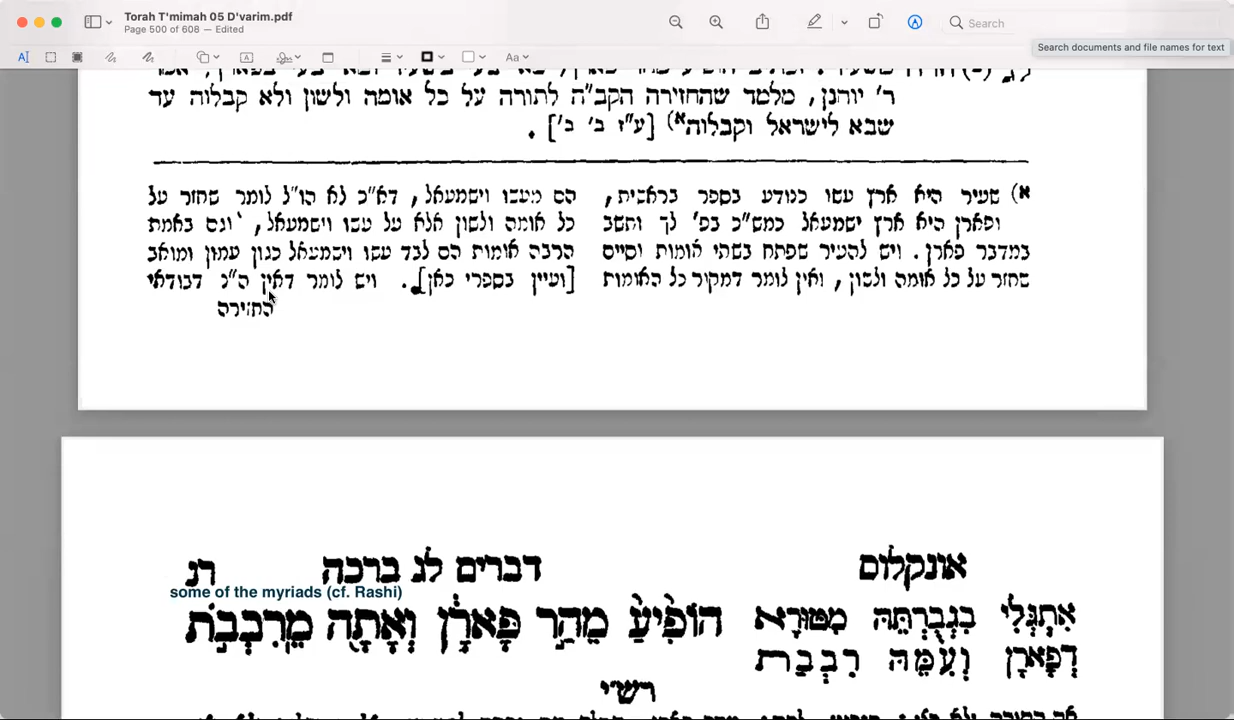 Torah T'mimah 05 D'varim.pdf
Page 500 of 608 — Edited
Search
Search documents and file names for text
Aa
ר' יוחנן, מלמד שהחזירה הקב"ה לתורה על כל אומה ולשון ולא קבלוה עד
שבא לישראל וקבלוה א) [ע"ז ב' ב'] .
א) שעיר היא ארץ עשו כנודע בספר בראשית,
ופארן היא ארץ ישמעאל כמש"כ בפ' לך ותשב
במדבר פארן. ויש להעיר שפתח בשתי אומות וסיים
שחזר על כל אומה ולשון, ואין לומר דמקור כל האומות
הם מעשו וישמעאל, דא"כ לא הו"ל לומר שחזר על
כל אומה ולשון אלא על עשו וישמעאל, וגם באמת
הרבה אומות הם לבד עשו וישמעאל כגון עמון ומואב
[ועיין בספרי כאן]. ויש לומר דאין ה"נ דבודאי
החזירה
אונקלוס
דברים לג ברכה
רנ
some of the myriads (cf. Rashi)
הוֹפִ֙יעַ֙ מֵהַ֣ר פָּארָ֔ן וְאָתָ֖ה מֵרִבְבֹ֣ת
אִתְגְּלִי בִגְבֻרְתֵּהּ מִטּוּרָא
דְפָארָן וְעִמֵּהּ רִבְבַת
רש"י